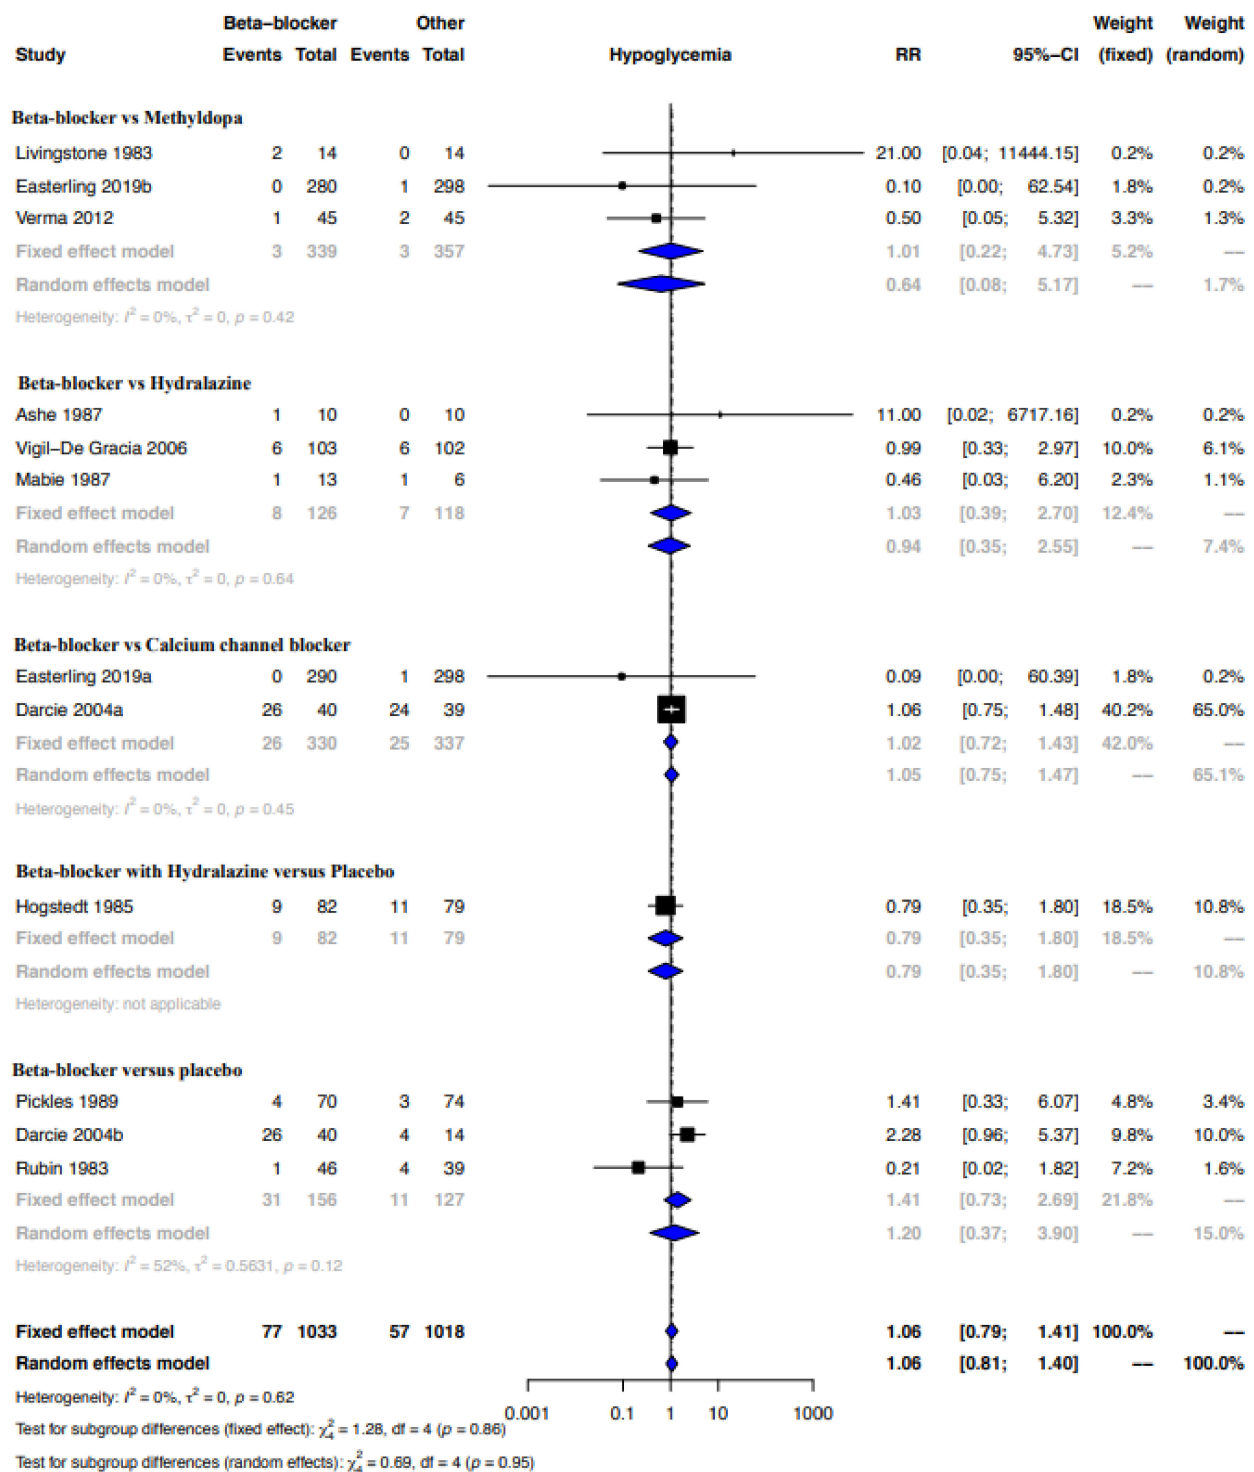 Beta−blocker Other Weight Weight
Study Events Total Events Total Hypoglycemia RR 95%−CI (fixed) (random)
Beta-blocker vs Methyldopa
Livingstone 1983 2 14 0 14 21.00 [0.04; 11444.15] 0.2% 0.2%
Easterling 2019b 0 280 1 298 0.10 [0.00; 62.54] 1.8% 0.2%
Verma 2012 1 45 2 45 0.50 [0.05; 5.32] 3.3% 1.3%
Fixed effect model 3 339 3 357 1.01 [0.22; 4.73] 5.2% −−
Random effects model 0.64 [0.08; 5.17] −− 1.7%
Heterogeneity: I² = 0%, τ² = 0, p = 0.42
Beta-blocker vs Hydralazine
Ashe 1987 1 10 0 10 11.00 [0.02; 6717.16] 0.2% 0.2%
Vigil−De Gracia 2006 6 103 6 102 0.99 [0.33; 2.97] 10.0% 6.1%
Mabie 1987 1 13 1 6 0.46 [0.03; 6.20] 2.3% 1.1%
Fixed effect model 8 126 7 118 1.03 [0.39; 2.70] 12.4% −−
Random effects model 0.94 [0.35; 2.55] −− 7.4%
Heterogeneity: I² = 0%, τ² = 0, p = 0.64
Beta-blocker vs Calcium channel blocker
Easterling 2019a 0 290 1 298 0.09 [0.00; 60.39] 1.8% 0.2%
Darcie 2004a 26 40 24 39 1.06 [0.75; 1.48] 40.2% 65.0%
Fixed effect model 26 330 25 337 1.02 [0.72; 1.43] 42.0% −−
Random effects model 1.05 [0.75; 1.47] −− 65.1%
Heterogeneity: I² = 0%, τ² = 0, p = 0.45
Beta-blocker with Hydralazine versus Placebo
Hogstedt 1985 9 82 11 79 0.79 [0.35; 1.80] 18.5% 10.8%
Fixed effect model 9 82 11 79 0.79 [0.35; 1.80] 18.5% −−
Random effects model 0.79 [0.35; 1.80] −− 10.8%
Heterogeneity: not applicable
Beta-blocker versus placebo
Pickles 1989 4 70 3 74 1.41 [0.33; 6.07] 4.8% 3.4%
Darcie 2004b 26 40 4 14 2.28 [0.96; 5.37] 9.8% 10.0%
Rubin 1983 1 46 4 39 0.21 [0.02; 1.82] 7.2% 1.6%
Fixed effect model 31 156 11 127 1.41 [0.73; 2.69] 21.8% −−
Random effects model 1.20 [0.37; 3.90] −− 15.0%
Heterogeneity: I² = 52%, τ² = 0.5631, p = 0.12
Fixed effect model 77 1033 57 1018 1.06 [0.79; 1.41] 100.0% −−
Random effects model 1.06 [0.81; 1.40] −− 100.0%
Heterogeneity: I² = 0%, τ² = 0, p = 0.62
0.001 0.1 1 10 1000
Test for subgroup differences (fixed effect): χ²₄ = 1.28, df = 4 (p = 0.86)
Test for subgroup differences (random effects): χ²₄ = 0.69, df = 4 (p = 0.95)